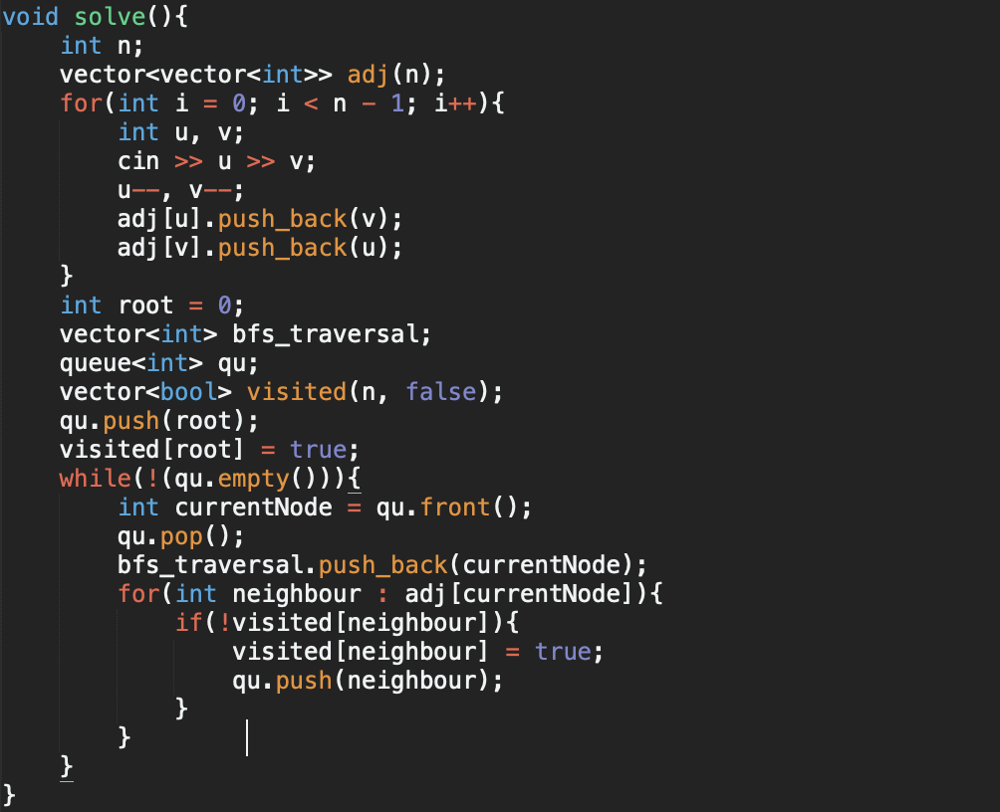 void solve(){
    int n;
    vector<vector<int>> adj(n);
    for(int i = 0; i < n - 1; i++){
        int u, v;
        cin >> u >> v;
        u--, v--;
        adj[u].push_back(v);
        adj[v].push_back(u);
    }
    int root = 0;
    vector<int> bfs_traversal;
    queue<int> qu;
    vector<bool> visited(n, false);
    qu.push(root);
    visited[root] = true;
    while(!(qu.empty())){
        int currentNode = qu.front();
        qu.pop();
        bfs_traversal.push_back(currentNode);
        for(int neighbour : adj[currentNode]){
            if(!visited[neighbour]){
                visited[neighbour] = true;
                qu.push(neighbour);
            }
        }
    }
}